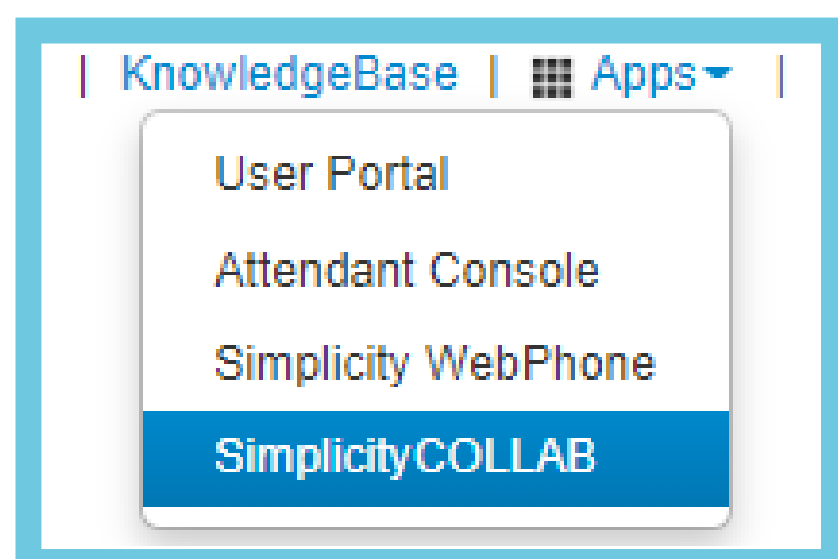 | KnowledgeBase | Apps |
User Portal
Attendant Console
Simplicity WebPhone
SimplicityCOLLAB